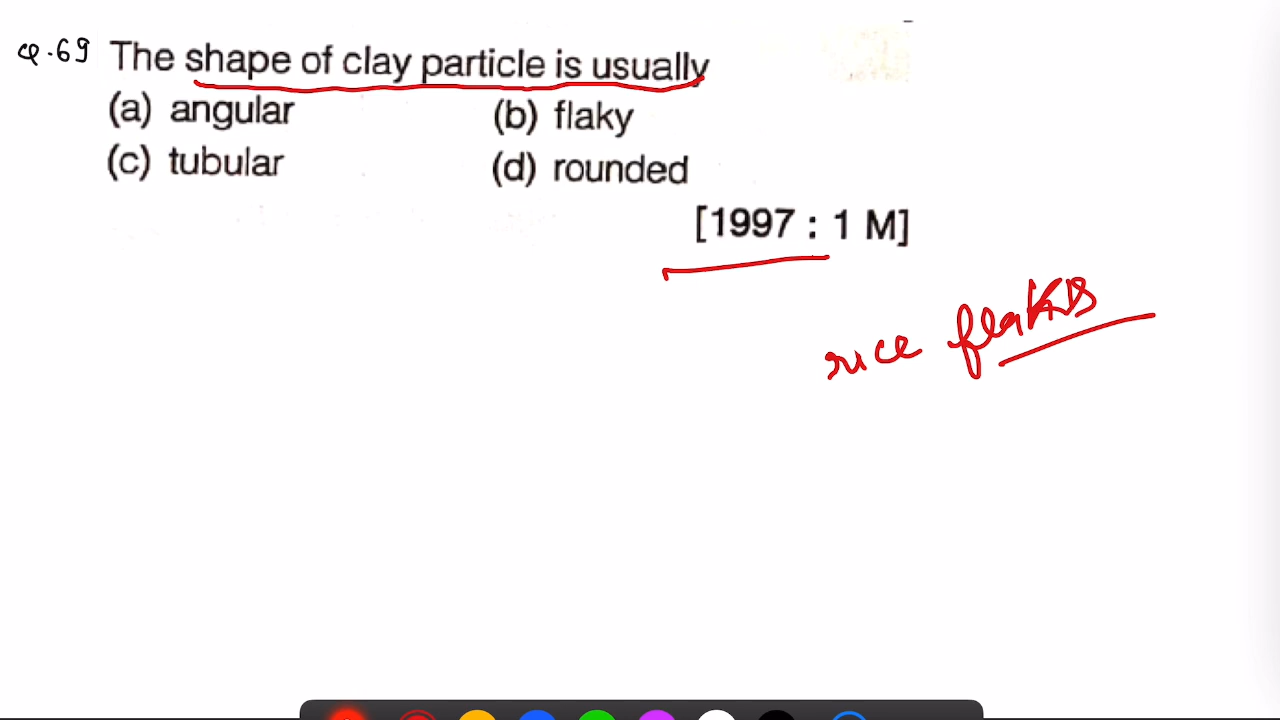 Q.69 The shape of clay particle is usually
(a) angular (b) flaky
(c) tubular (d) rounded
[1997 : 1 M]
rice flakes